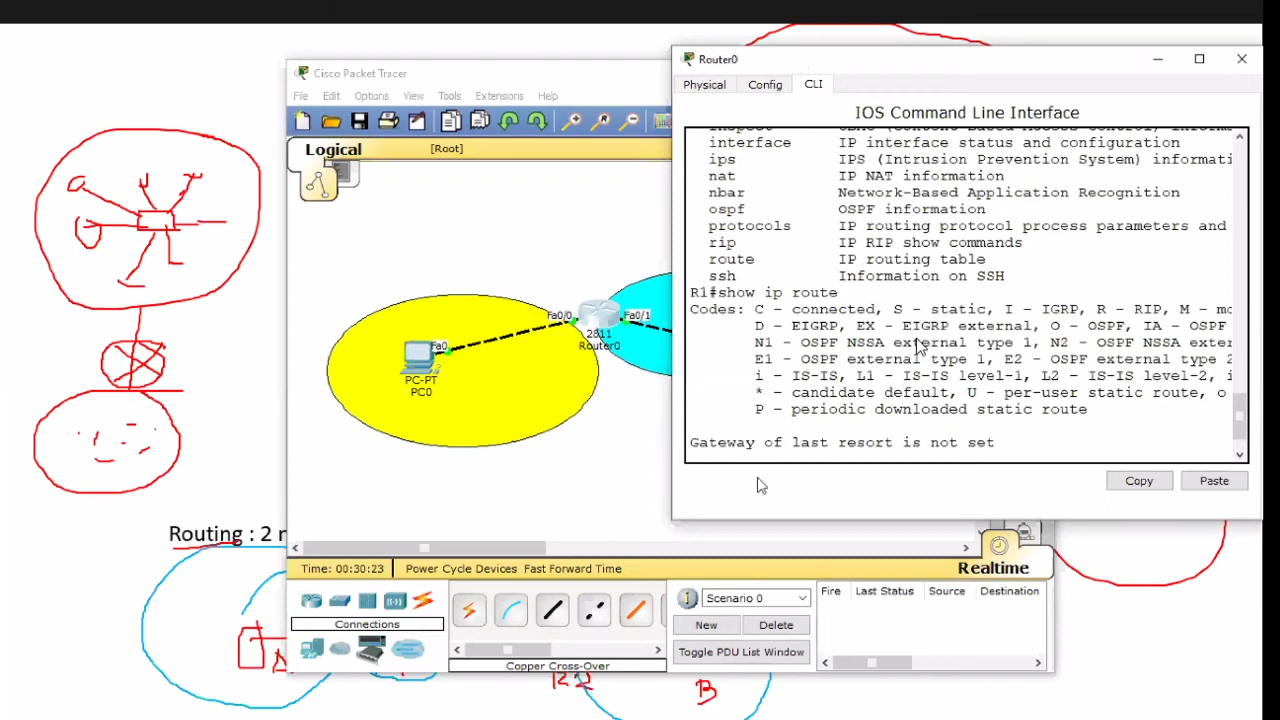 Cisco Packet Tracer
File Edit Options View Tools Extensions Help
Logical
[Root]
Fa0/0
Fa0/1
2811
Router0
Fa0
PC-PT
PC0
Router0
Physical Config CLI
IOS Command Line Interface
interface IP interface status and configuration
ips IPS (Intrusion Prevention System) informati
nat IP NAT information
nbar Network-Based Application Recognition
ospf OSPF information
protocols IP routing protocol process parameters and
rip IP RIP show commands
route IP routing table
ssh Information on SSH
R1#show ip route
Codes: C - connected, S - static, I - IGRP, R - RIP, M - mo
D - EIGRP, EX - EIGRP external, O - OSPF, IA - OSPF
N1 - OSPF NSSA external type 1, N2 - OSPF NSSA exter
E1 - OSPF external type 1, E2 - OSPF external type 2
i - IS-IS, L1 - IS-IS level-1, L2 - IS-IS level-2, i
* - candidate default, U - per-user static route, o
P - periodic downloaded static route
Gateway of last resort is not set
Copy Paste
Routing : 2
Realtime
Time: 00:30:23 Power Cycle Devices Fast Forward Time
Connections
Copper Cross-Over
Scenario 0
New Delete
Toggle PDU List Window
Fire Last Status Source Destination
B